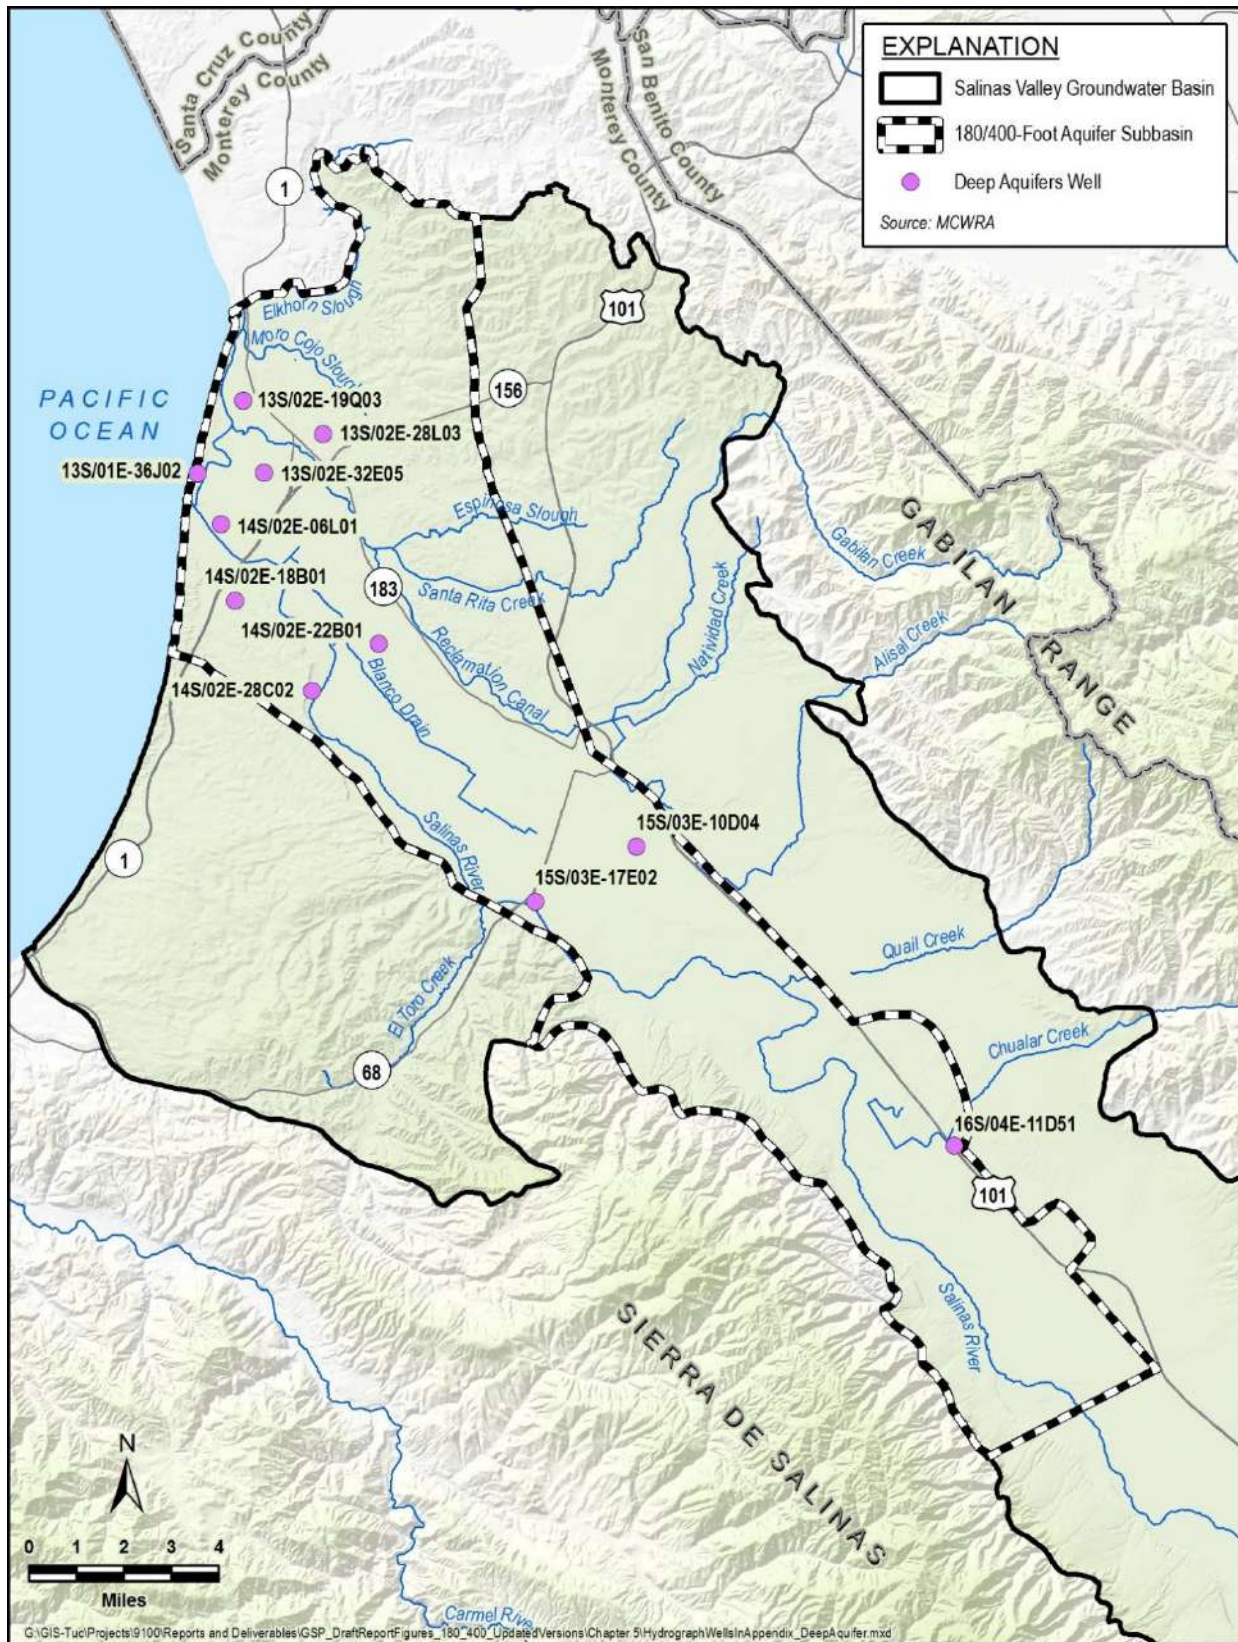 Santa Cruz County
Monterey County
San Benito County
Monterey County
EXPLANATION
Salinas Valley Groundwater Basin
180/400-Foot Aquifer Subbasin
Deep Aquifers Well
Source: MCWRA
1
101
Elkhorn Slough
Moro Cojo Slough
156
PACIFIC
OCEAN
13S/02E-19Q03
13S/02E-28L03
13S/01E-36J02
13S/02E-32E05
Espinosa Slough
14S/02E-06L01
GABILAN
RANGE
Gabilan Creek
14S/02E-18B01
183
Santa Rita Creek
Natividad Creek
14S/02E-22B01
Alisal Creek
Reclamation Canal
Blanco Drain
14S/02E-28C02
Salinas River
15S/03E-10D04
1
15S/03E-17E02
Quail Creek
El Toro Creek
Chualar Creek
68
16S/04E-11D51
101
Salinas River
SIERRA DE SALINAS
N
0 1 2 3 4
Miles
Carmel River
G:\GIS-Tuc\Projects\9100\Reports and Deliverables\GSP_DraftReportFigures_180_400_UpdatedVersions\Chapter 5\HydrographWellsInAppendix_DeepAquifer.mxd